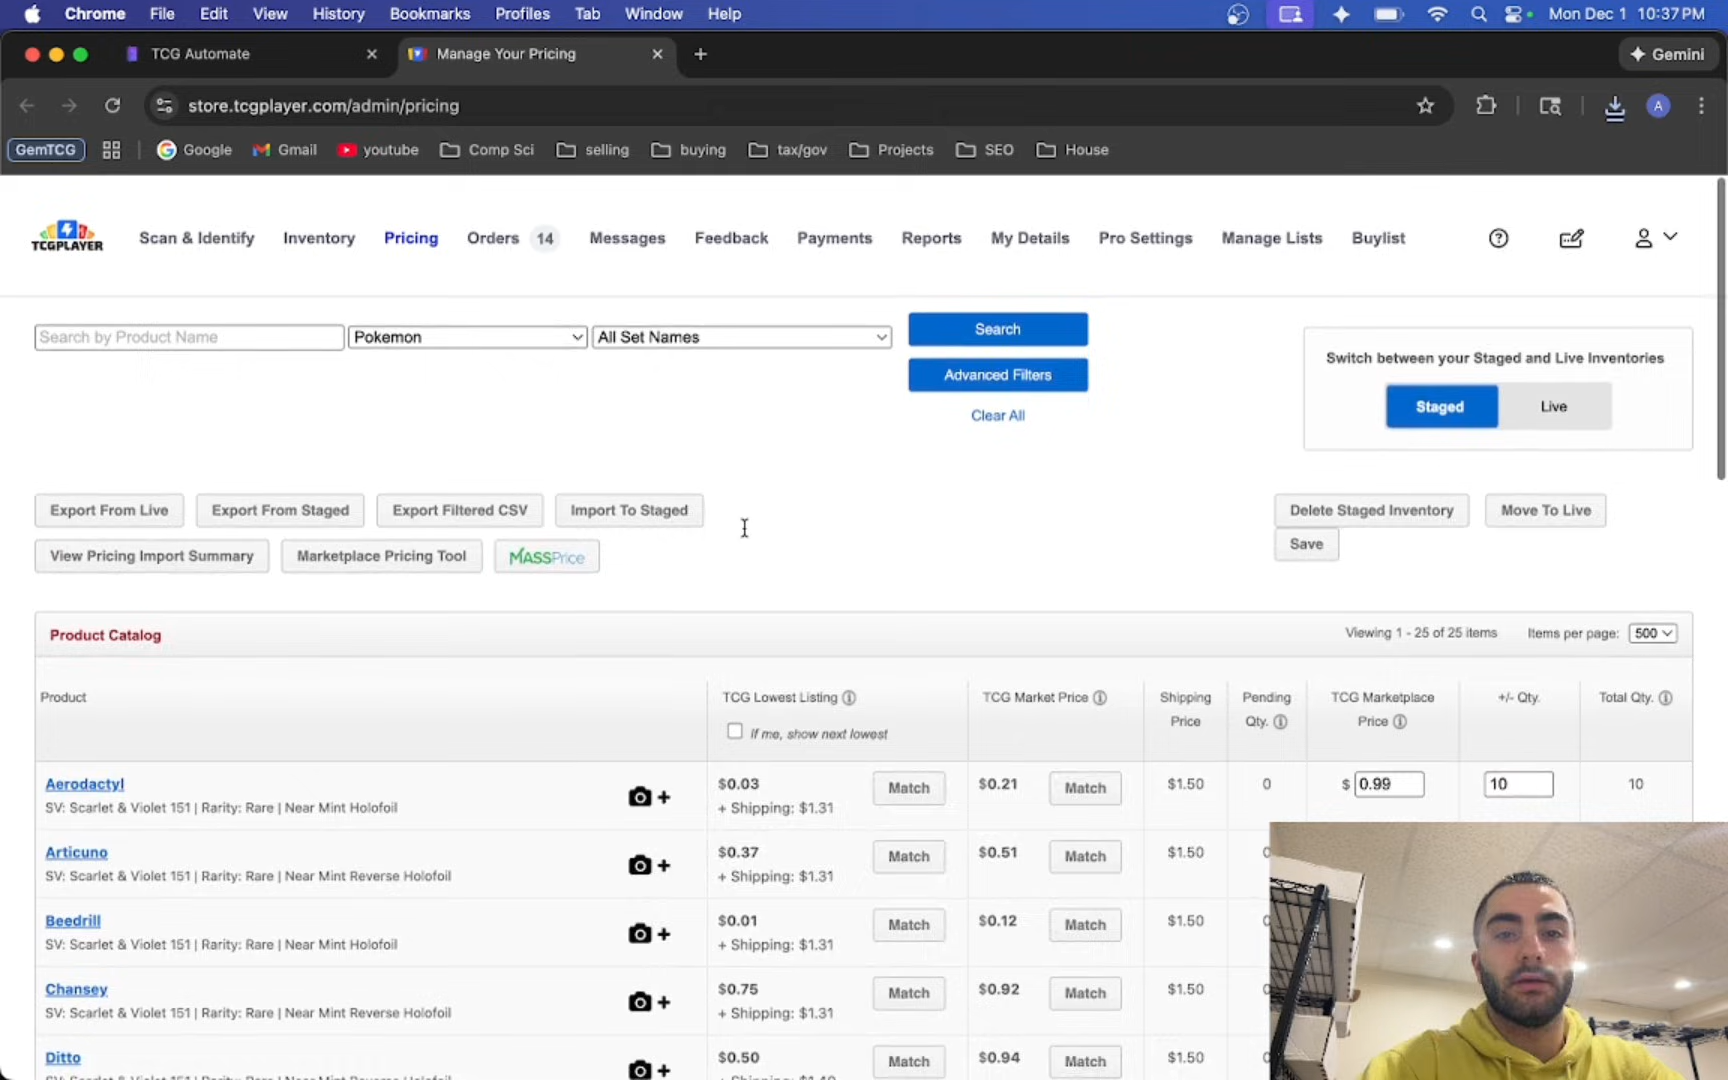 Chrome File Edit View History Bookmarks Profiles Tab Window Help Mon Dec 1 10:37 PM
TCG Automate Manage Your Pricing Gemini
store.tcgplayer.com/admin/pricing A
GemTCG Google Gmail youtube Comp Sci selling buying tax/gov Projects SEO House
TCGPLAYER Scan & Identify Inventory Pricing Orders 14 Messages Feedback Payments Reports My Details Pro Settings Manage Lists Buylist
Search by Product Name Pokemon All Set Names Search
Advanced Filters
Clear All
Switch between your Staged and Live Inventories
Staged Live
Export From Live Export From Staged Export Filtered CSV Import To Staged Delete Staged Inventory Move To Live
Save
View Pricing Import Summary Marketplace Pricing Tool MASSPrice
Product Catalog Viewing 1 - 25 of 25 items Items per page: 500
Product TCG Lowest Listing TCG Market Price Shipping Price Pending Qty. TCG Marketplace Price +/- Qty. Total Qty.
If me, show next lowest
Aerodactyl $0.03 Match $0.21 Match $1.50 0 $ 0.99 10 10
SV: Scarlet & Violet 151 | Rarity: Rare | Near Mint Holofoil + Shipping: $1.31
Articuno $0.37 Match $0.51 Match $1.50 0
SV: Scarlet & Violet 151 | Rarity: Rare | Near Mint Reverse Holofoil + Shipping: $1.31
Beedrill $0.01 Match $0.12 Match $1.50
SV: Scarlet & Violet 151 | Rarity: Rare | Near Mint Holofoil + Shipping: $1.31
Chansey $0.75 Match $0.92 Match $1.50
SV: Scarlet & Violet 151 | Rarity: Rare | Near Mint Reverse Holofoil + Shipping: $1.31
Ditto $0.50 Match $0.94 Match $1.50